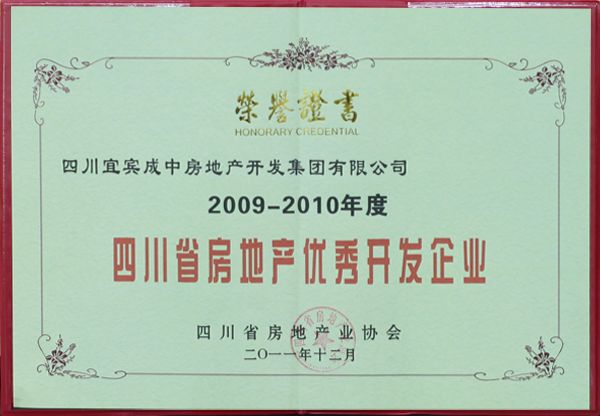 榮譽證書
HONORARY CREDENTIAL
四川宜宾成中房地产开发集团有限公司
2009-2010年度
四川省房地产优秀开发企业
四川省房地产业协会
二〇一一年十二月